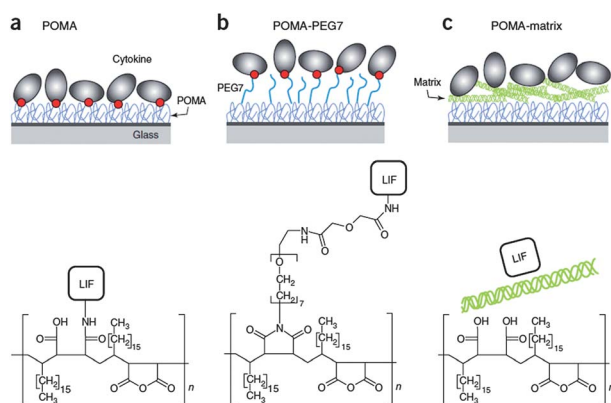 a POMA
Cytokine
POMA
Glass
b POMA-PEG7
PEG7
c POMA-matrix
Matrix
LIF
NH
OH
O
O
CH3
[CH2]
15
[CH2]
15
CH3
O
O
O
n
LIF
NH
O
O
O
NH
O
CH2
CH2
7
N
O
O
CH3
[CH2]
15
[CH2]
15
CH3
O
O
O
n
LIF
OH
OH
O
O
CH3
[CH2]
15
[CH2]
15
CH3
O
O
O
n